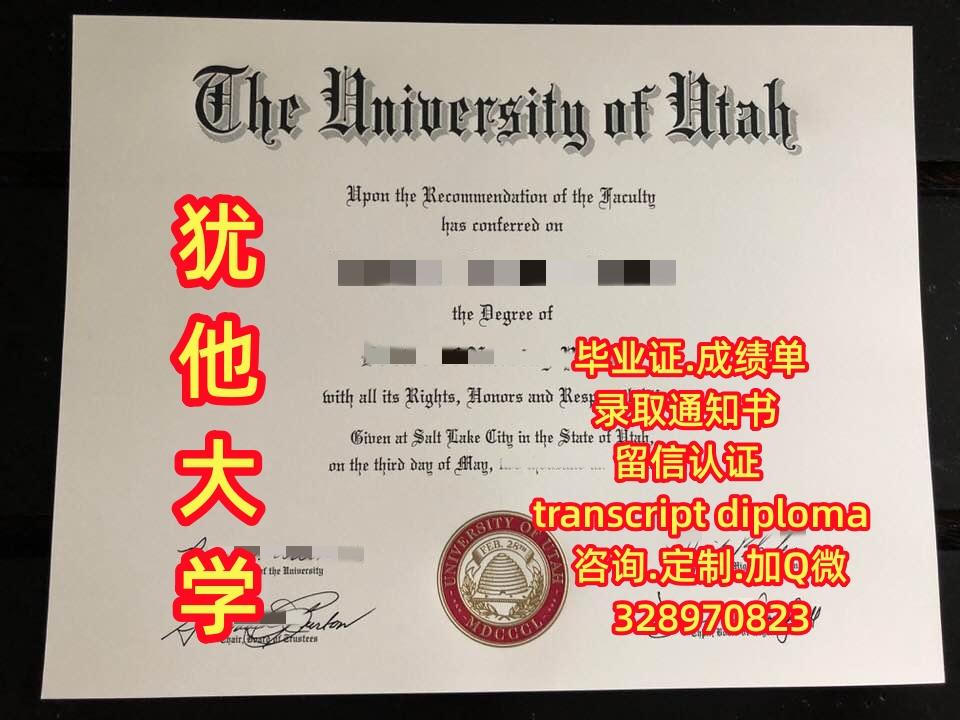 The University of Utah
Upon the Recommendation of the Faculty
has conferred on
the Degree of
with all its Rights, Honors and
Given at Salt Lake City in the State of Utah,
on the third day of May,
of the University
Chair, Board of Trustees
UNIVERSITY OF UTAH
FEB. 28th
MDCCCL
犹他大学
毕业证.成绩单
录取通知书
留信认证
transcript diploma
咨询.定制.加Q微
328970823